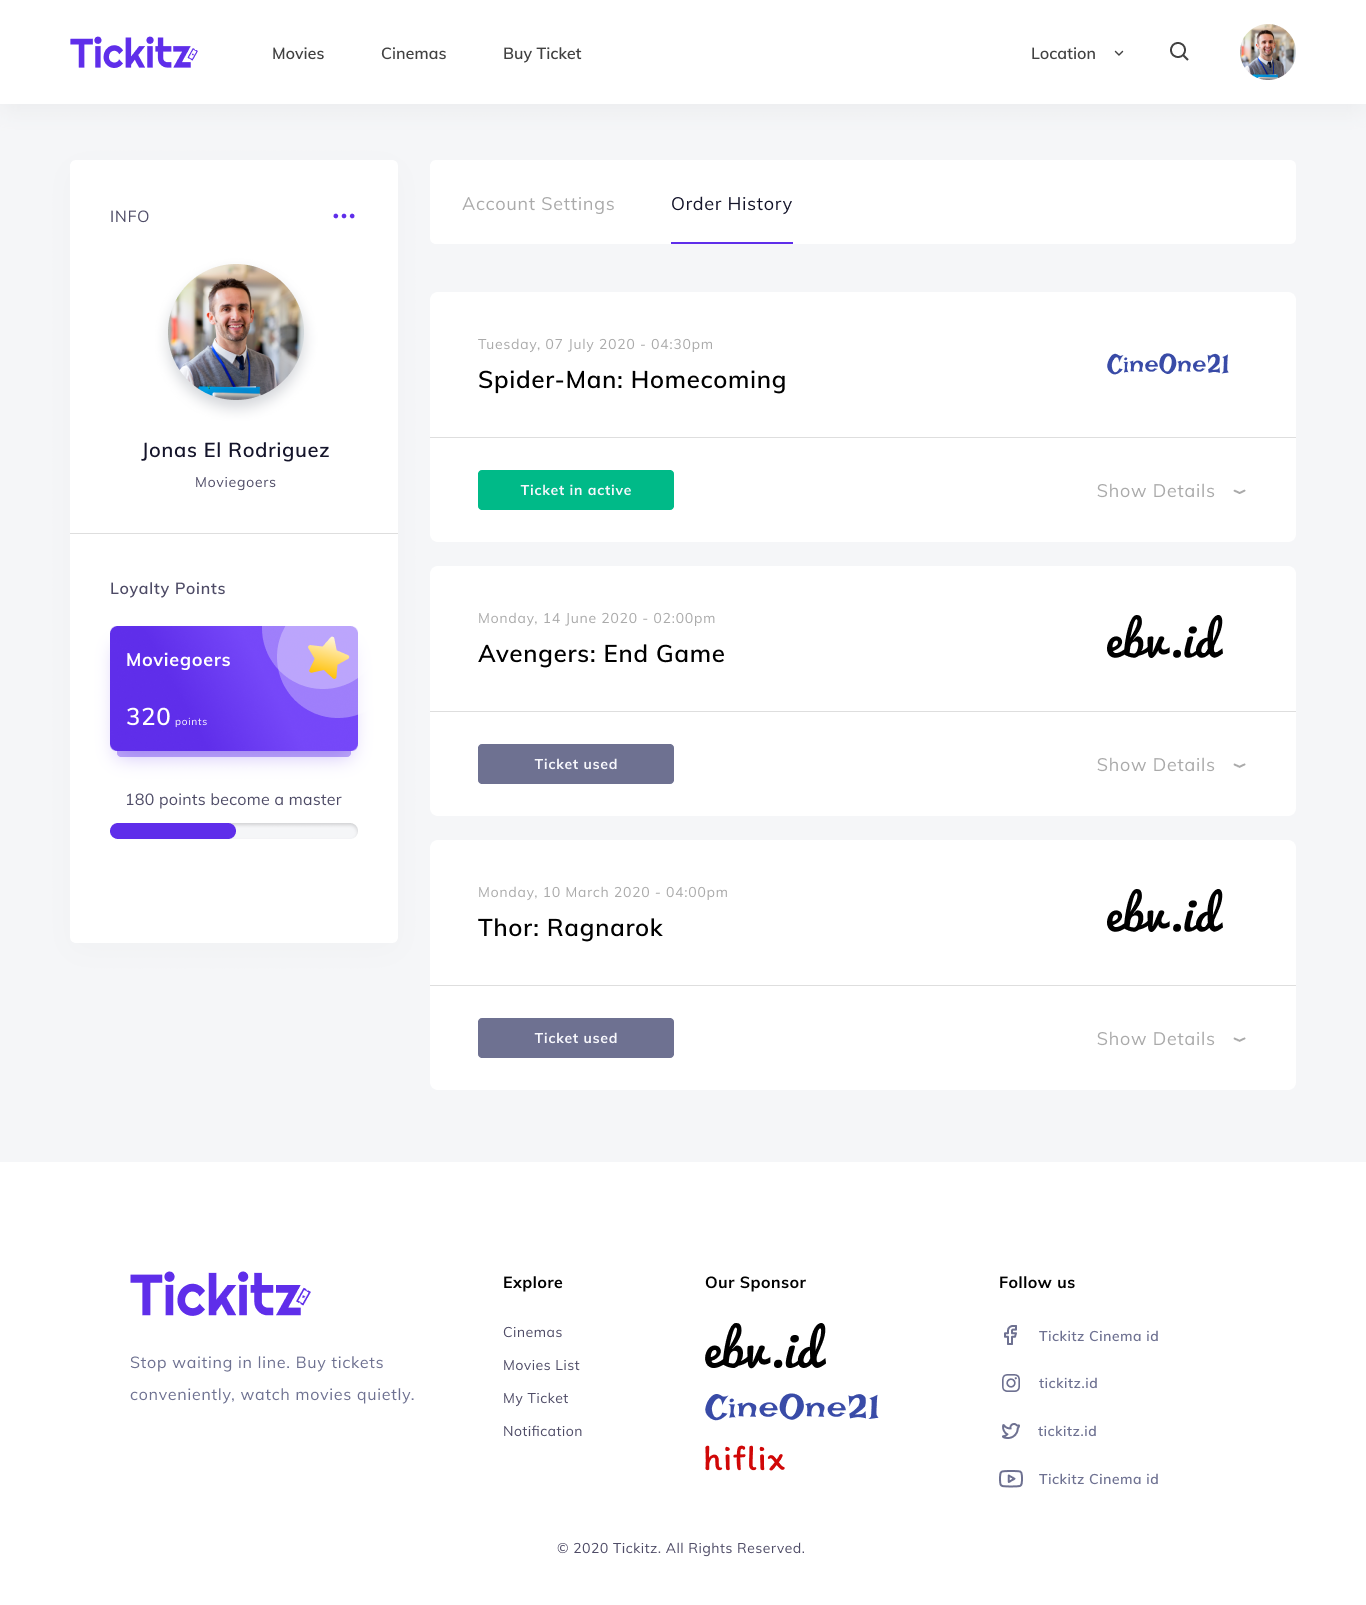 Tickitz
Movies
Cinemas
Buy Ticket
Location
INFO
Jonas El Rodriguez
Moviegoers
Loyalty Points
Moviegoers
320 points
180 points become a master
Account Settings
Order History
Tuesday, 07 July 2020 - 04:30pm
Spider-Man: Homecoming
CineOne21
Ticket in active
Show Details
Monday, 14 June 2020 - 02:00pm
Avengers: End Game
ebv.id
Ticket used
Show Details
Monday, 10 March 2020 - 04:00pm
Thor: Ragnarok
ebv.id
Ticket used
Show Details
Tickitz
Stop waiting in line. Buy tickets
conveniently, watch movies quietly.
Explore
Cinemas
Movies List
My Ticket
Notification
Our Sponsor
ebv.id
CineOne21
hiflix
Follow us
Tickitz Cinema id
tickitz.id
tickitz.id
Tickitz Cinema id
© 2020 Tickitz. All Rights Reserved.